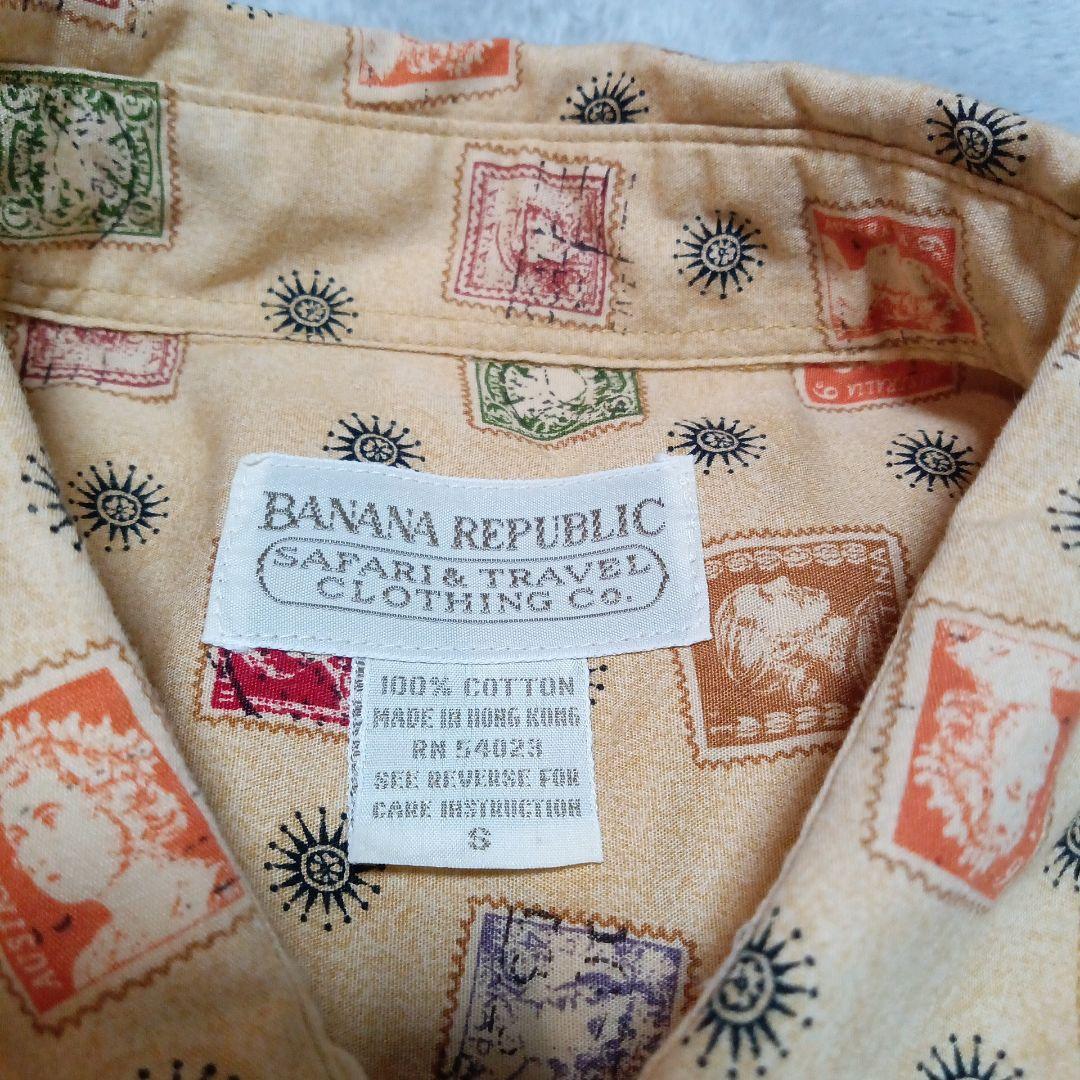 BANANA REPUBLIC
SAFARI & TRAVEL
CLOTHING CO.
100% COTTON
MADE IN HONG KONG
RN 54023
SEE REVERSE FOR
CARE INSTRUCTION
S